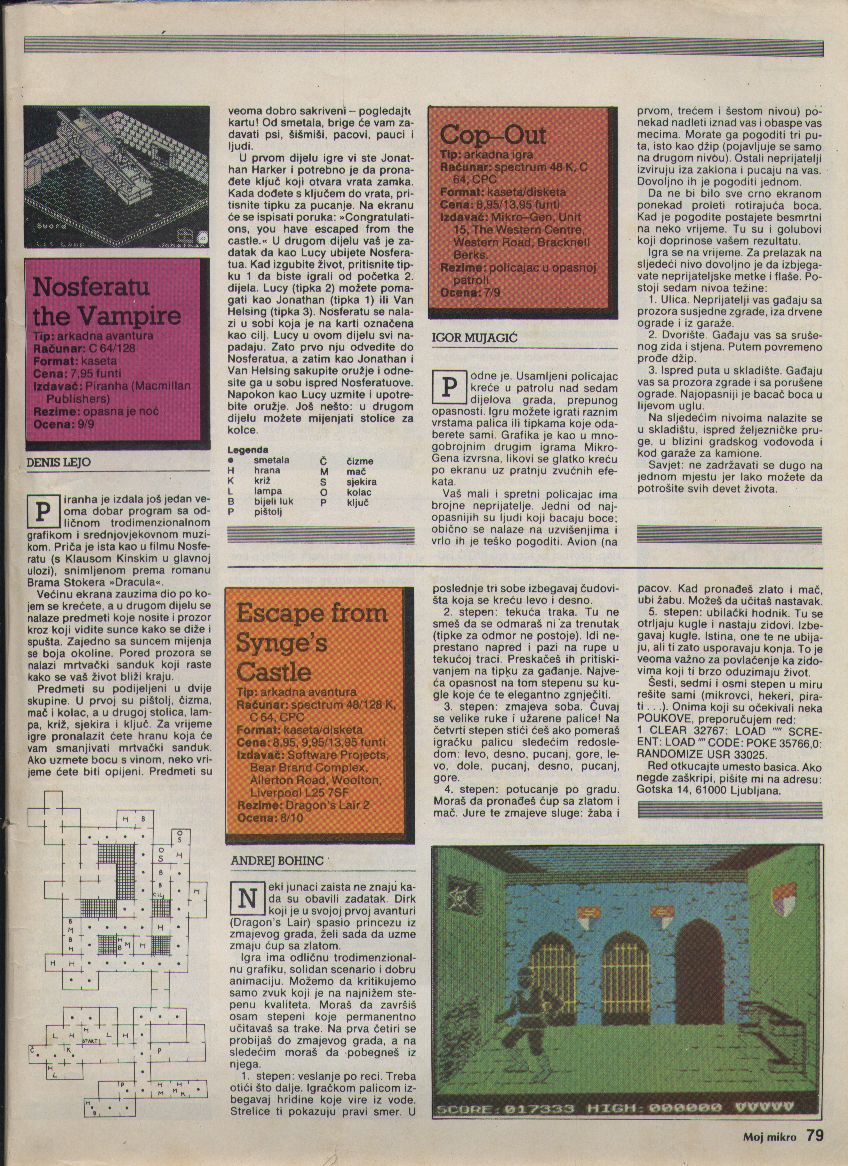 Nosferatu
the Vampire
Tip: arkadna avantura
Računar: C 64/128
Format: kaseta
Cena: 7,95 funti
Izdavač: Piranha (Macmillan
Publishers)
Rezime: opasna je noć
Ocena: 9/9
DENIS LEJO
Piranha je izdala još jedan ve-
oma dobar program sa od-
ličnom trodimenzionalnom
grafikom i srednjovjekovnom muzi-
kom. Priča je ista kao u filmu Nosfe-
ratu (s Klausom Kinskim u glavnoj
ulozi), snimljenom prema romanu
Brama Stokera »Dracula«.
Većinu ekrana zauzima dio po ko-
jem se krećete, a u drugom dijelu se
nalaze predmeti koje nosite i prozor
kroz koji vidite sunce kako se diže i
spušta. Zajedno sa suncem mijenja
se boja okoline. Pored prozora se
nalazi mrtvački sanduk koji raste
kako se vaš život bliži kraju.
Predmeti su podijeljeni u dvije
skupine. U prvoj su pištolj, čizma,
mač i kolac, a u drugoj stolica, lam-
pa, križ, sjekira i ključ. Za vrijeme
igre pronalazit ćete hranu koja će
vam smanjivati mrtvački sanduk.
Ako uzmete bocu s vinom, neko vri-
jeme ćete biti opijeni. Predmeti su
veoma dobro sakriveni – pogledajte
kartu! Od smetala, brige će vam za-
davati psi, šišmiši, pacovi, pauci i
ljudi.
U prvom dijelu igre vi ste Jonat-
han Harker i potrebno je da prona-
đete ključ koji otvara vrata zamka.
Kada dođete s ključem do vrata, pri-
tisnite tipku za pucanje. Na ekranu
će se ispisati poruka: »Congratulati-
ons, you have escaped from the
castle.« U drugom dijelu vaš je za-
datak da kao Lucy ubijete Nosfera-
tua. Kad izgubite život, pritisnite tip-
ku 1 da biste igrali od početka 2.
dijela. Lucy (tipka 2) možete poma-
gati kao Jonathan (tipka 1) ili Van
Helsing (tipka 3). Nosferatu se nala-
zi u sobi koja je na karti označena
kao cilj. Lucy u ovom dijelu svi na-
padaju. Zato prvo nju odvedite do
Nosferatua, a zatim kao Jonathan i
Van Helsing sakupite oružje i odne-
site ga u sobu ispred Nosferatuove.
Napokon kao Lucy uzmite i upotre-
bite oružje. Još nešto: u drugom
dijelu možete mijenjati stolice za
kolce.
Legenda
● smetala Č čizme
H hrana M mač
K križ S sjekira
L lampa O kolac
B bijeli luk P ključ
P pištolj
Cop–Out
Tip: arkadna igra
Računar: spectrum 48 K, C
64, CPC
Format: kaseta/disketa
Cena: 8,95/13,95 funti
Izdavač: Mikro–Gen, Unit
15, The Western Centre,
Western Road, Bracknell
Berks.
Rezime: policajac u opasnoj
patroli
Ocena: 7/9
IGOR MUJAGIĆ
Podne je. Usamljeni policajac
kreće u patrolu nad sedam
dijelova grada, prepunog
opasnosti. Igru možete igrati raznim
vrstama palica ili tipkama koje oda-
berete sami. Grafika je kao u mno-
gobrojnim drugim igrama Mikro-
Gena izvrsna, likovi se glatko kreću
po ekranu uz pratnju zvučnih efe-
kata.
Vaš mali i spretni policajac ima
brojne neprijatelje. Jedni od naj-
opasnijih su ljudi koji bacaju boce;
obično se nalaze na uzvišenjima i
vrlo ih je teško pogoditi. Avion (na
prvom, trećem i šestom nivou) po-
nekad nadleti iznad vas i obaspe vas
mecima. Morate ga pogoditi tri pu-
ta, isto kao džip (pojavljuje se samo
na drugom nivou). Ostali neprijatelji
izviruju iza zaklona i pucaju na vas.
Dovoljno ih je pogoditi jednom.
Da ne bi bilo sve crno ekranom
ponekad proleti rotirajuća boca.
Kad je pogodite postajete besmrtni
na neko vrijeme. Tu su i golubovi
koji doprinose vašem rezultatu.
Igra se na vrijeme. Za prelazak na
sljedeći nivo dovoljno je da izbjega-
vate neprijateljske metke i flaše. Po-
stoji sedam nivoa težine:
1. Ulica. Neprijatelji vas gađaju sa
prozora susjedne zgrade, iza drvene
ograde i iz garaže.
2. Dvorište. Gađaju vas sa sruše-
nog zida i stjena. Putem povremeno
prođe džip.
3. Ispred puta u skladište. Gađaju
vas sa prozora zgrade i sa porušene
ograde. Najopasniji je bacač boca u
lijevom uglu.
Na sljedećim nivoima nalazite se
u skladištu, ispred željezničke pru-
ge, u blizini gradskog vodovoda i
kod garaže za kamione.
Savjet: ne zadržavati se dugo na
jednom mjestu jer lako možete da
potrošite svih devet života.
Escape from
Synge's
Castle
Tip: arkadna avantura
Računar: spectrum 48/128 K,
C 64, CPC
Format: kaseta/disketa
Cena: 8,95, 9,95/13,95 funti
Izdavač: Software Projects,
Bear Brand Complex,
Allerton Road, Woolton,
Liverpool L25 7SF
Rezime: Dragon's Lair 2
Ocena: 8/10
ANDREJ BOHINC
Neki junaci zaista ne znaju ka-
da su obavili zadatak. Dirk
koji je u svojoj prvoj avanturi
(Dragon's Lair) spasio princezu iz
zmajevog grada, želi sada da uzme
zmaju ćup sa zlatom.
Igra ima odličnu trodimenzional-
nu grafiku, solidan scenario i dobru
animaciju. Možemo da kritikujemo
samo zvuk koji je na najnižem ste-
penu kvaliteta. Moraš da završiš
osam stepeni koje permanentno
učitavaš sa trake. Na prva četiri se
probijaš do zmajevog grada, a na
sledećim moraš da pobegneš iz
njega.
1. stepen: veslanje po reci. Treba
otići što dalje. Igračkom palicom iz-
begavaj hridine koje vire iz vode.
Strelice ti pokazuju pravi smer. U
poslednje tri sobe izbegavaj čudovi-
šta koja se kreću levo i desno.
2. stepen: tekuća traka. Tu ne
smeš da se odmaraš ni za trenutak
(tipke za odmor ne postoje). Idi ne-
prestano napred i pazi na rupe u
tekućoj traci. Preskačeš ih pritiski-
vanjem na tipku za gađanje. Najve-
ća opasnost na tom stepenu su ku-
gle koje će te elegantno zgnječiti.
3. stepen: zmajeva soba. Čuvaj
se velike ruke i užarene palice! Na
četvrti stepen stići ćeš ako pomeraš
igračku palicu sledećim redosle-
dom: levo, desno, pucanj, gore, le-
vo, dole, pucanj, desno, pucanj,
gore.
4. stepen: potucanje po gradu.
Moraš da pronađeš ćup sa zlatom i
mač. Jure te zmajeve sluge: žaba i
pacov. Kad pronađeš zlato i mač,
ubi žabu. Možeš da učitaš nastavak.
5. stepen: ubilački hodnik. Tu se
otrljaju kugle i nastaju zidovi. Izbe-
gavaj kugle. Istina, one te ne ubija-
ju, ali ti zato usporavaju konja. To je
veoma važno za povlačenje ka zido-
vima koji ti brzo oduzimaju život.
Šesti, sedmi i osmi stepen u miru
rešite sami (mikrovci, hekeri, pira-
ti . . .). Onima koji su očekivali neka
POUKOVE, preporučujem red:
1 CLEAR 32767: LOAD "" SCRE-
ENT: LOAD "" CODE: POKE 35766,0:
RANDOMIZE USR 33025.
Red otkucajte umesto basica. Ako
negde zaškripi, pišite mi na adresu:
Gotska 14, 61000 Ljubljana.
START
CILJ
SCORE:017333 HIGH:000000
Moj mikro 79